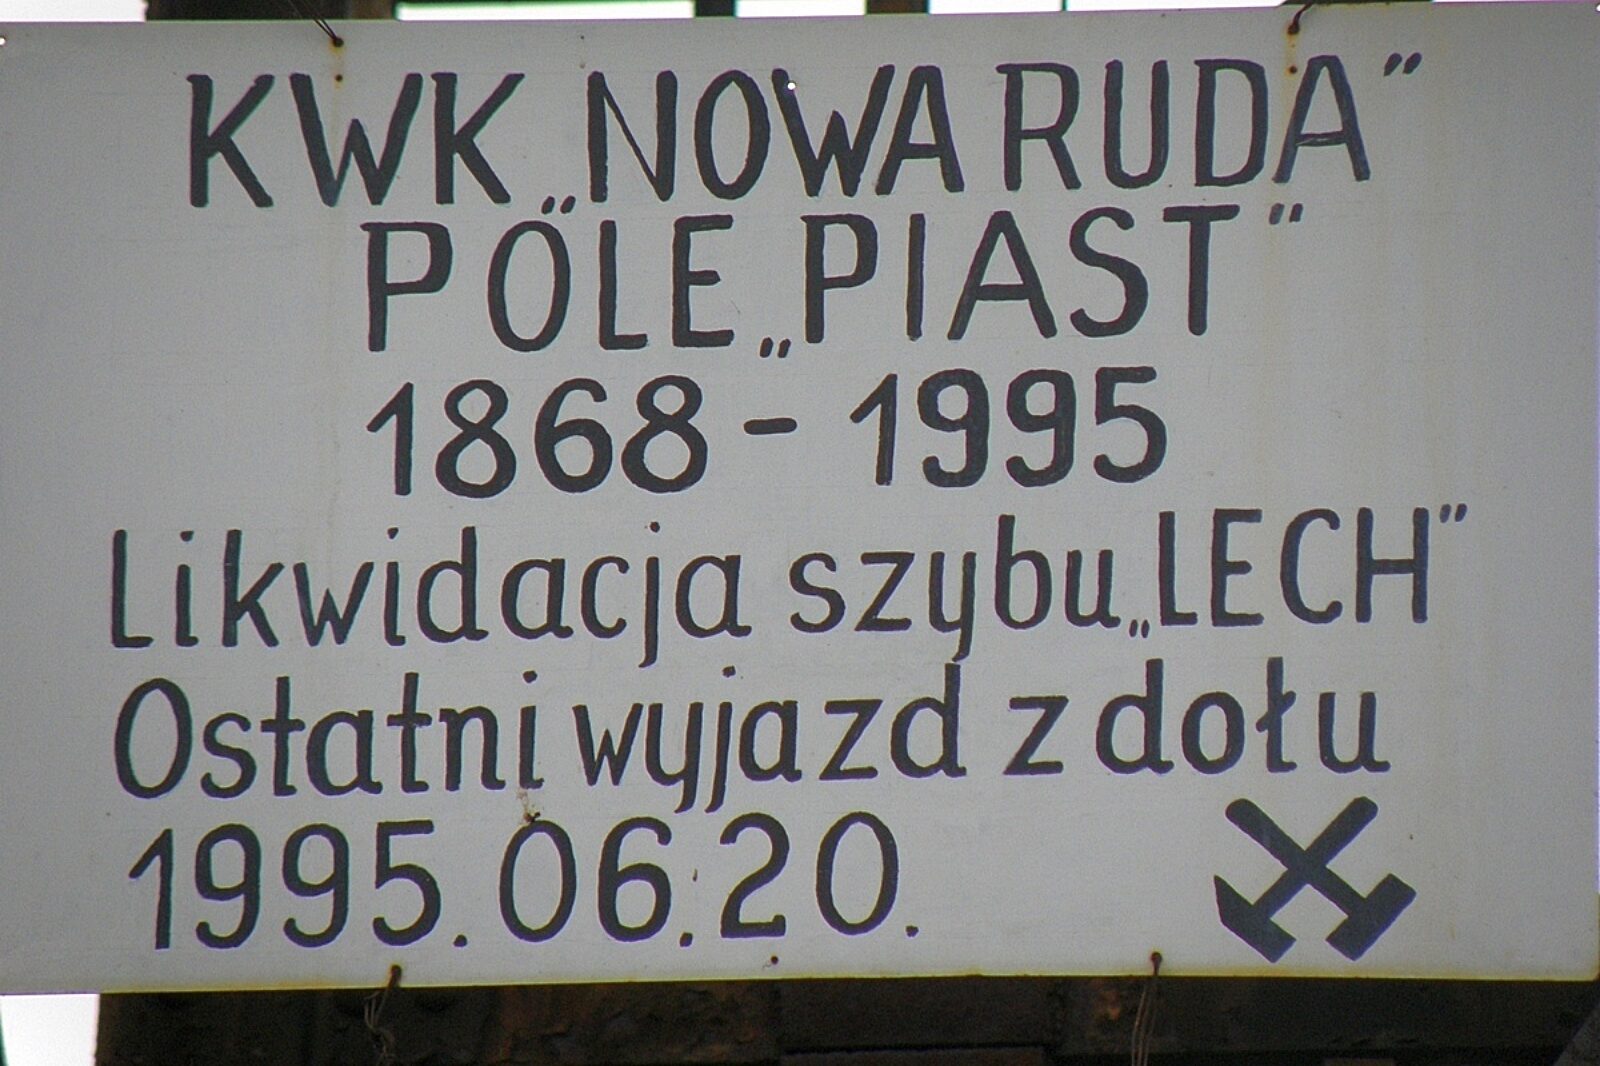 KWK „NOWA RUDA”
POLE „PIAST”
1868 - 1995
Likwidacja szybu „LECH”
Ostatni wyjazd z dołu
1995.06.20.